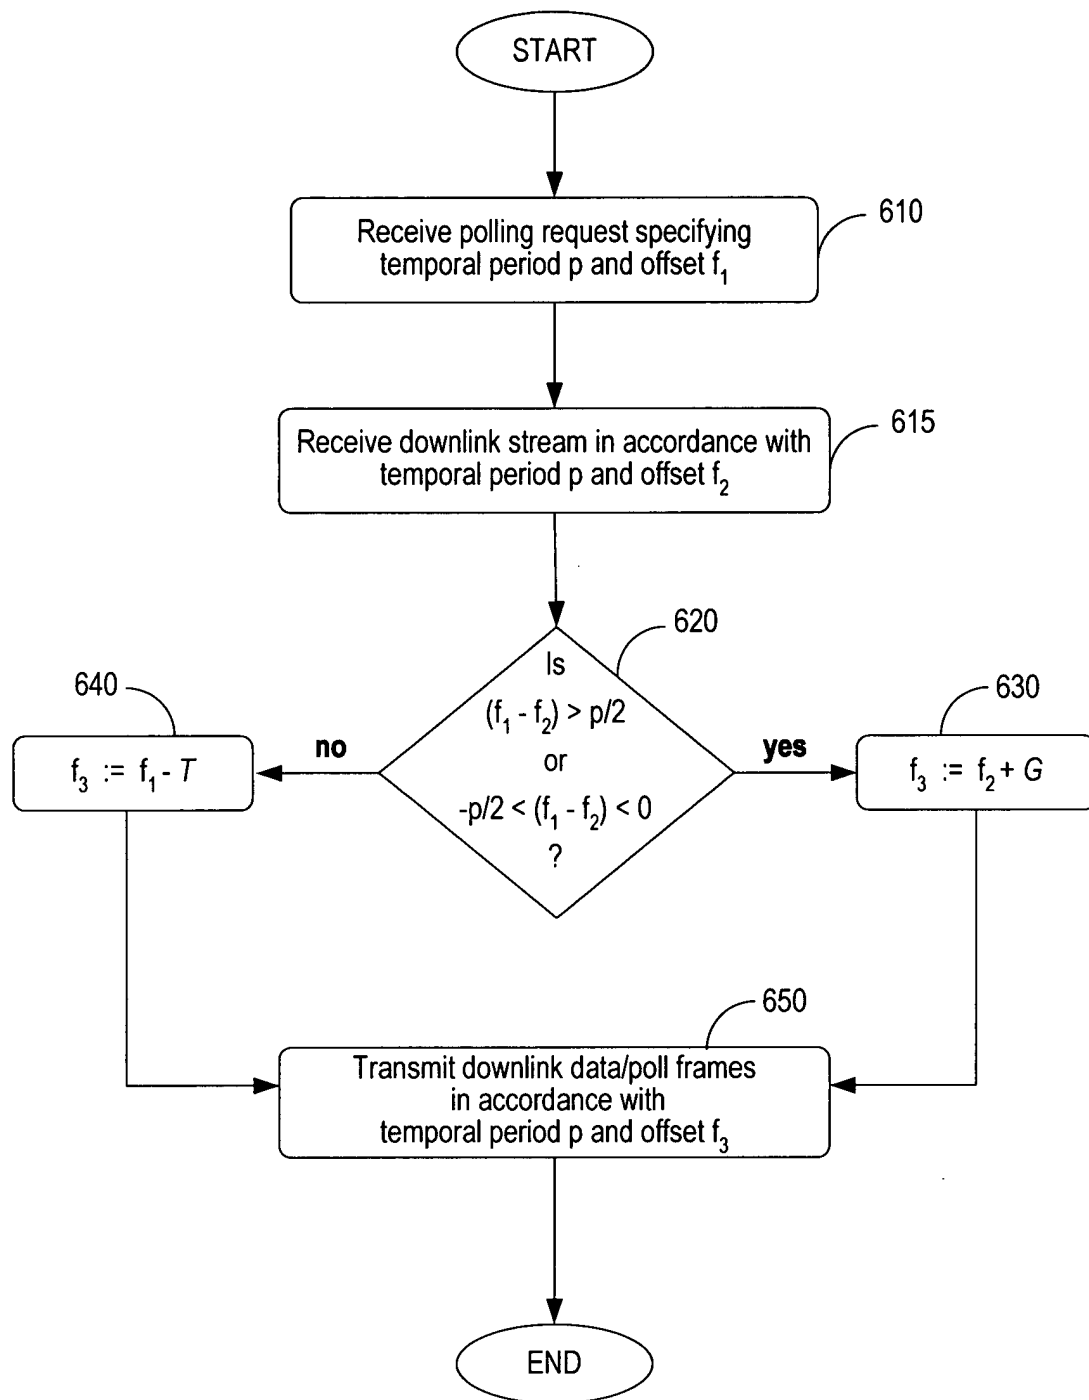 START
610
Receive polling request specifying
temporal period p and offset f₁
615
Receive downlink stream in accordance with
temporal period p and offset f₂
620
Is
(f₁ - f₂) > p/2
or
-p/2 < (f₁ - f₂) < 0
?
640
no
f₃ := f₁ - T
630
yes
f₃ := f₂ + G
650
Transmit downlink data/poll frames
in accordance with
temporal period p and offset f₃
END